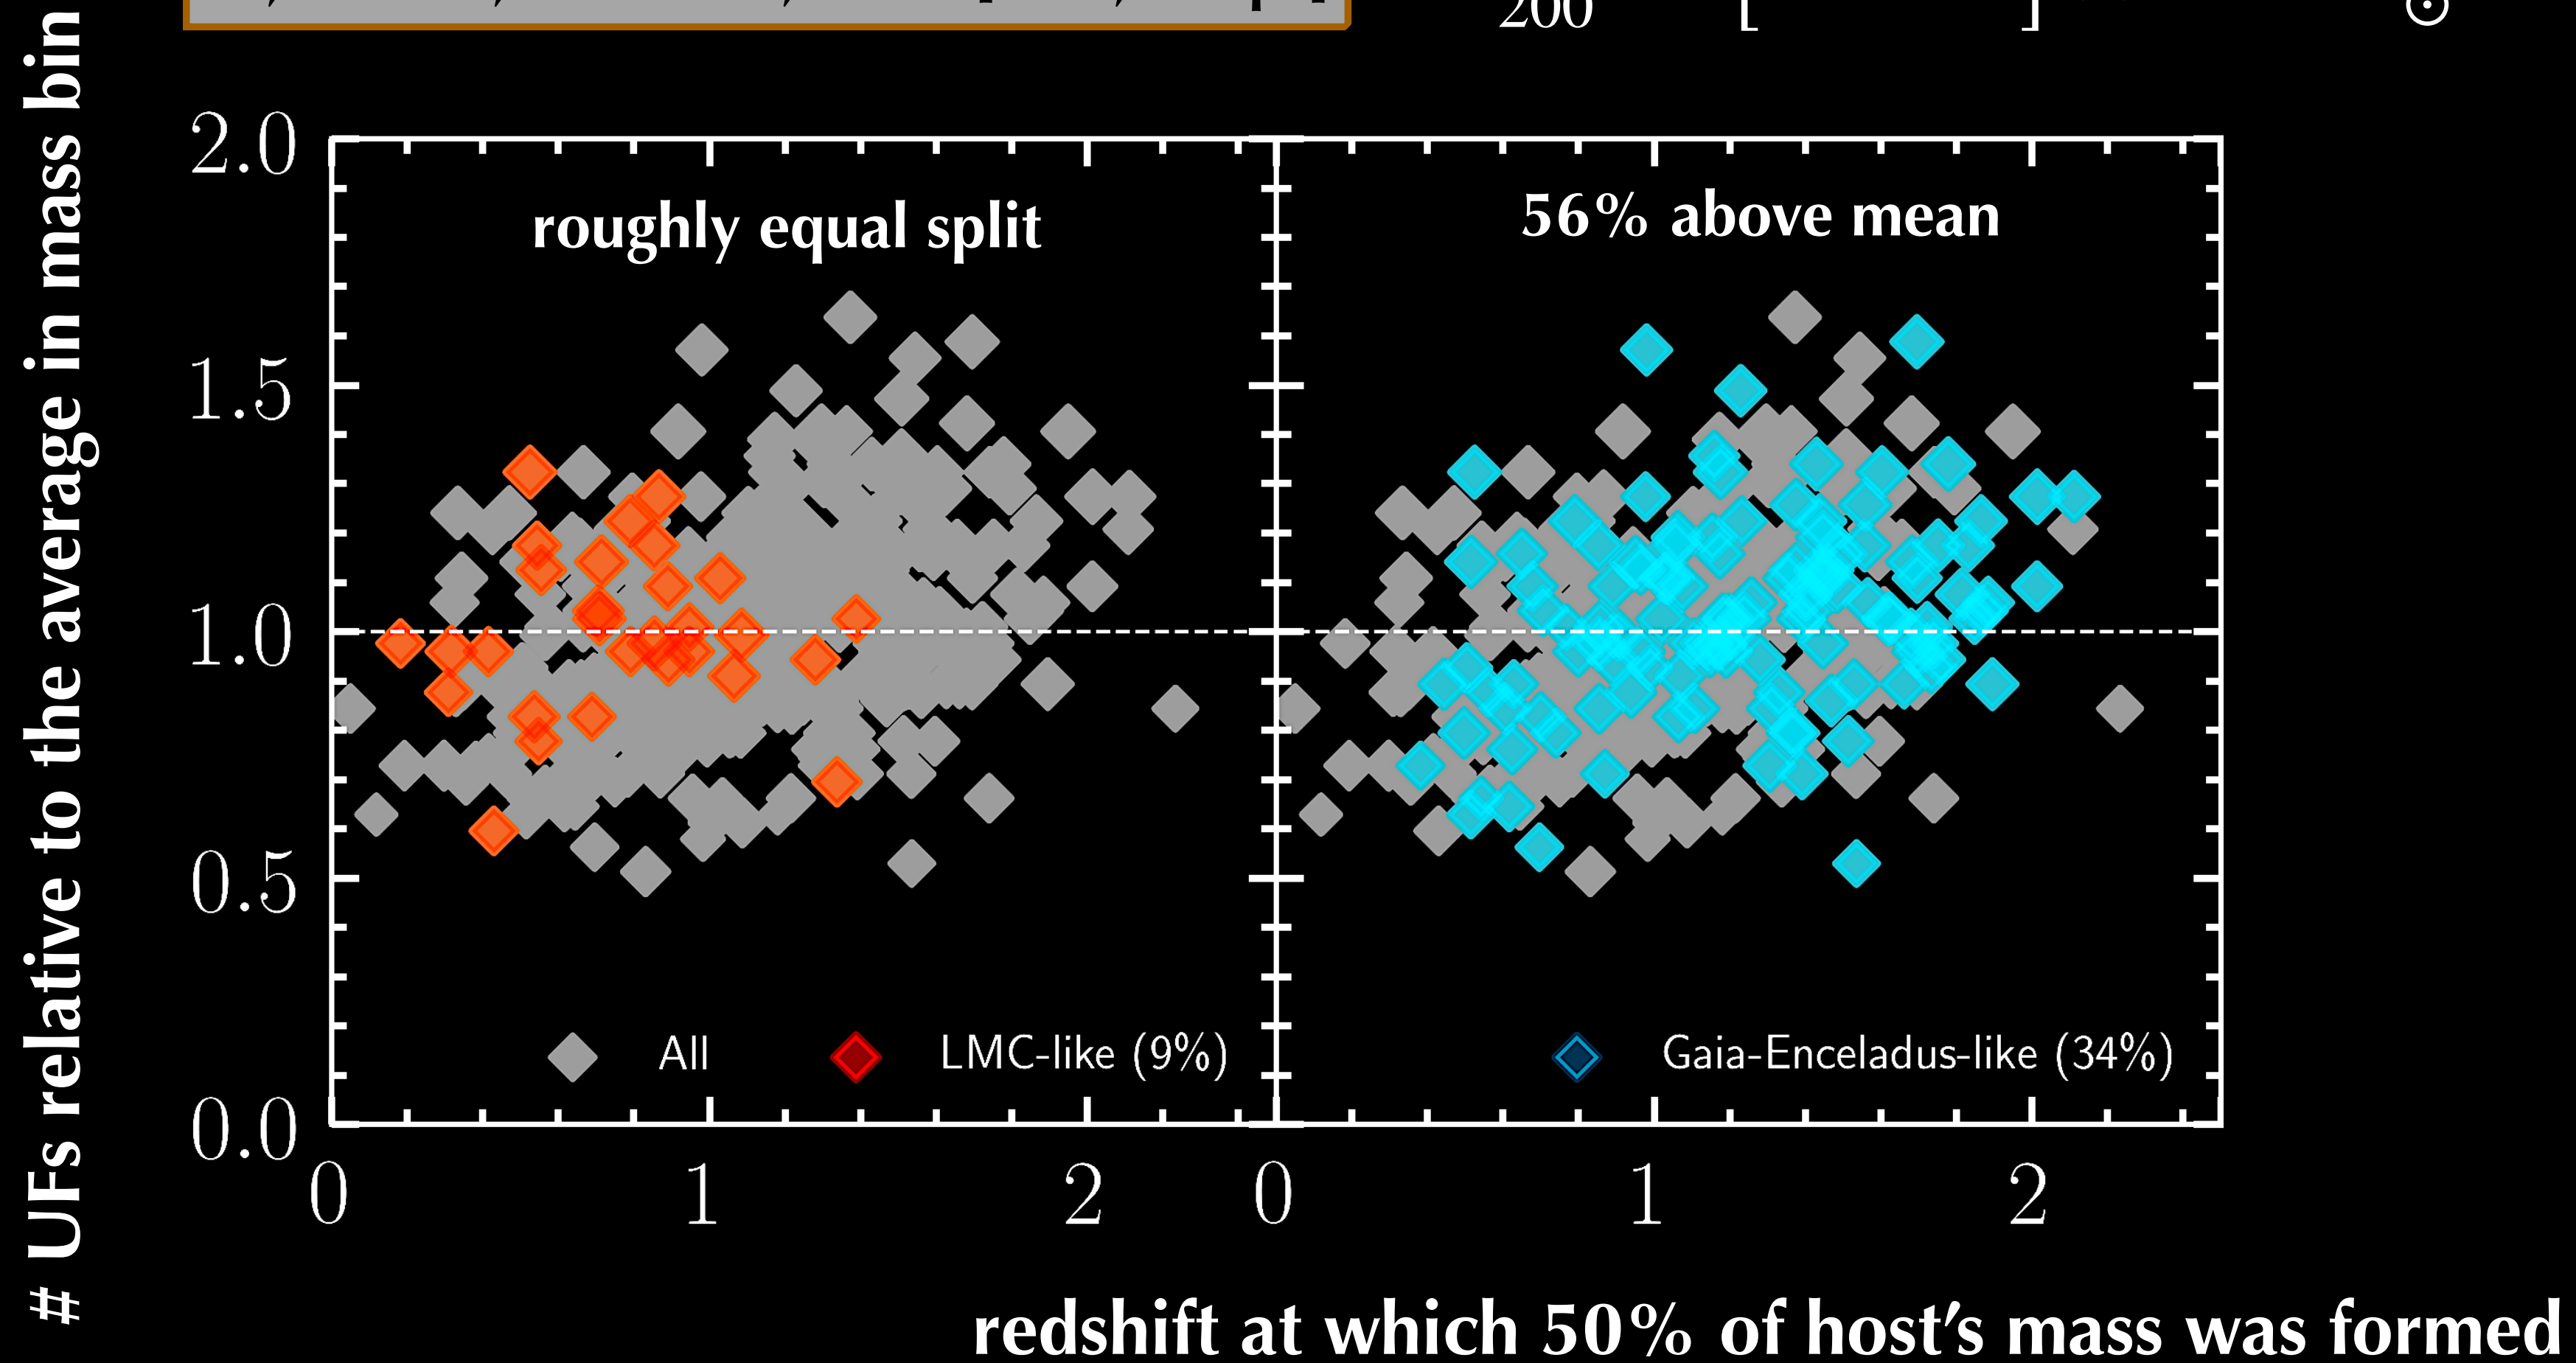 200 [ ] ⊙
# UFs relative to the average in mass bin
2.0
1.5
1.0
0.5
0.0
roughly equal split
56% above mean
All
LMC-like (9%)
Gaia-Enceladus-like (34%)
0 1 2 0 1 2
redshift at which 50% of host’s mass was formed